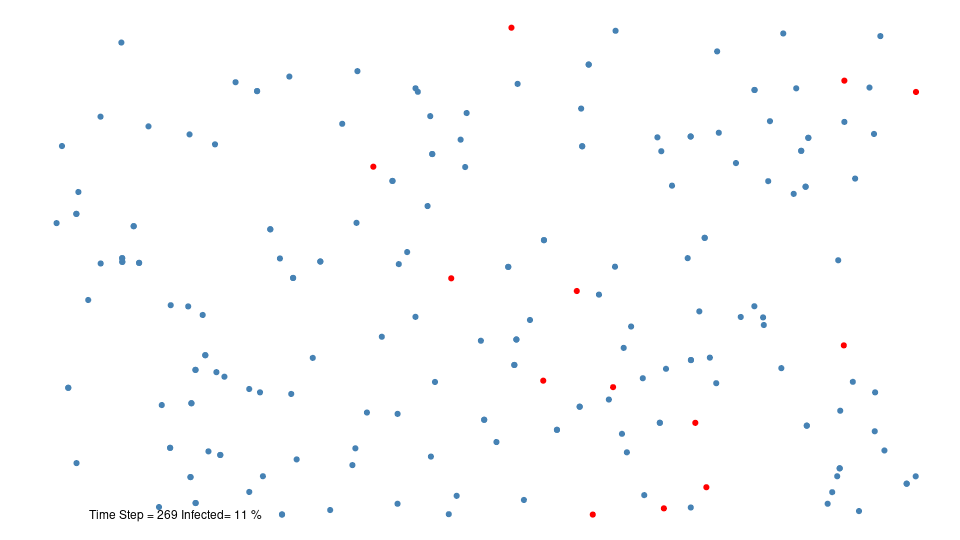 Time Step = 269 Infected= 11 %